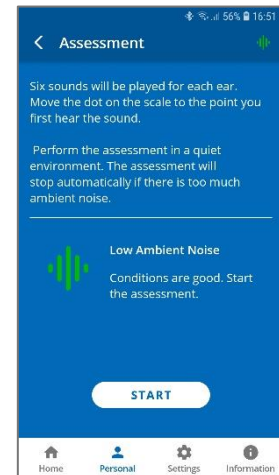 56% 16:51
Assessment
Six sounds will be played for each ear.
Move the dot on the scale to the point you
first hear the sound.
Perform the assessment in a quiet
environment. The assessment will
stop automatically if there is too much
ambient noise.
Low Ambient Noise
Conditions are good. Start
the assessment.
START
Home Personal Settings Information